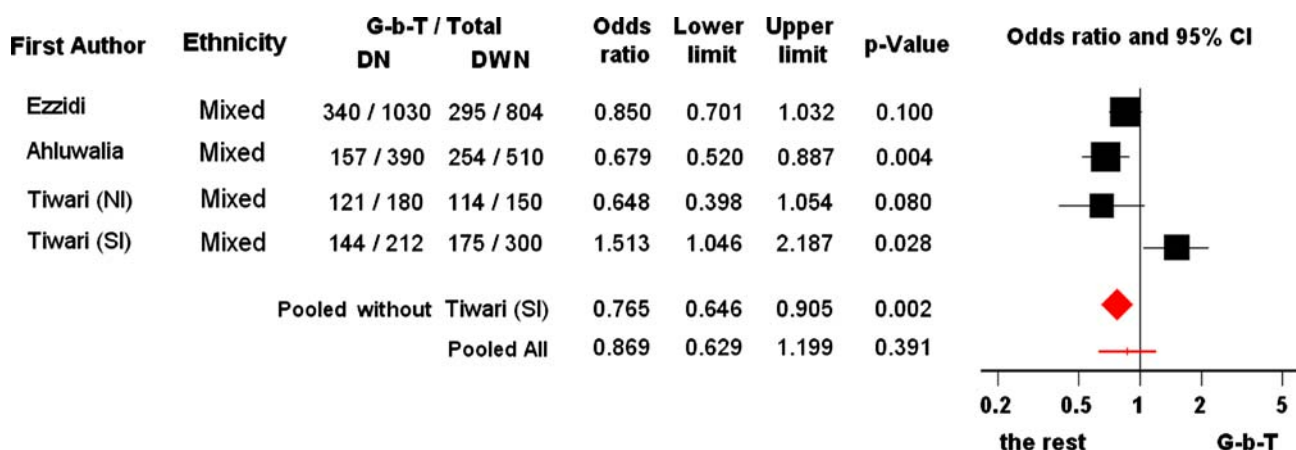 First Author Ethnicity G-b-T / Total Odds ratio Lower limit Upper limit p-Value Odds ratio and 95% CI
DN DWN
Ezzidi Mixed 340 / 1030 295 / 804 0.850 0.701 1.032 0.100
Ahluwalia Mixed 157 / 390 254 / 510 0.679 0.520 0.887 0.004
Tiwari (NI) Mixed 121 / 180 114 / 150 0.648 0.398 1.054 0.080
Tiwari (SI) Mixed 144 / 212 175 / 300 1.513 1.046 2.187 0.028
Pooled without Tiwari (SI) 0.765 0.646 0.905 0.002
Pooled All 0.869 0.629 1.199 0.391
0.2 0.5 1 2 5
the rest G-b-T